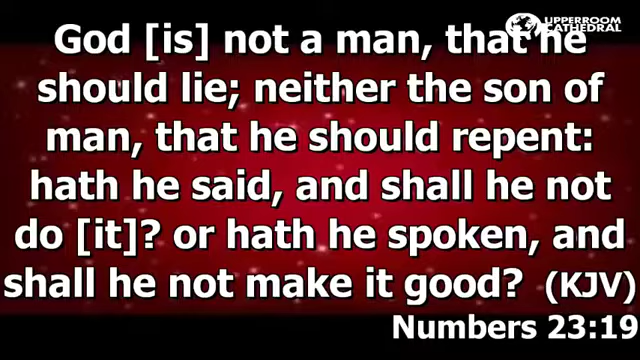 UPPERROOM
CATHEDRAL
God [is] not a man, that he
should lie; neither the son of
man, that he should repent:
hath he said, and shall he not
do [it]? or hath he spoken, and
shall he not make it good? (KJV)
Numbers 23:19